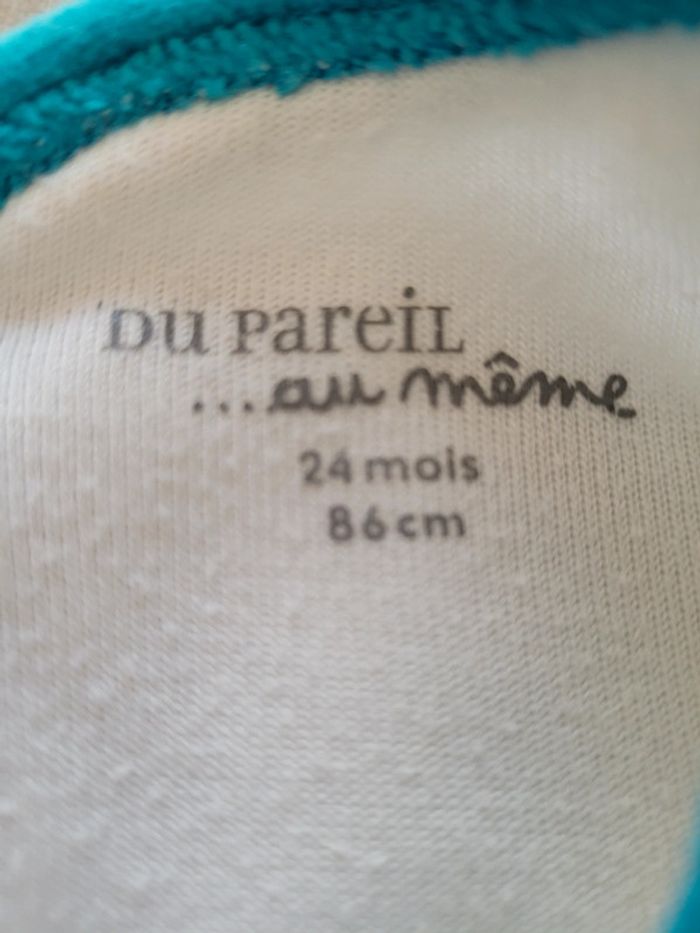 DU PAREIL
...au même
24 mois
86 cm